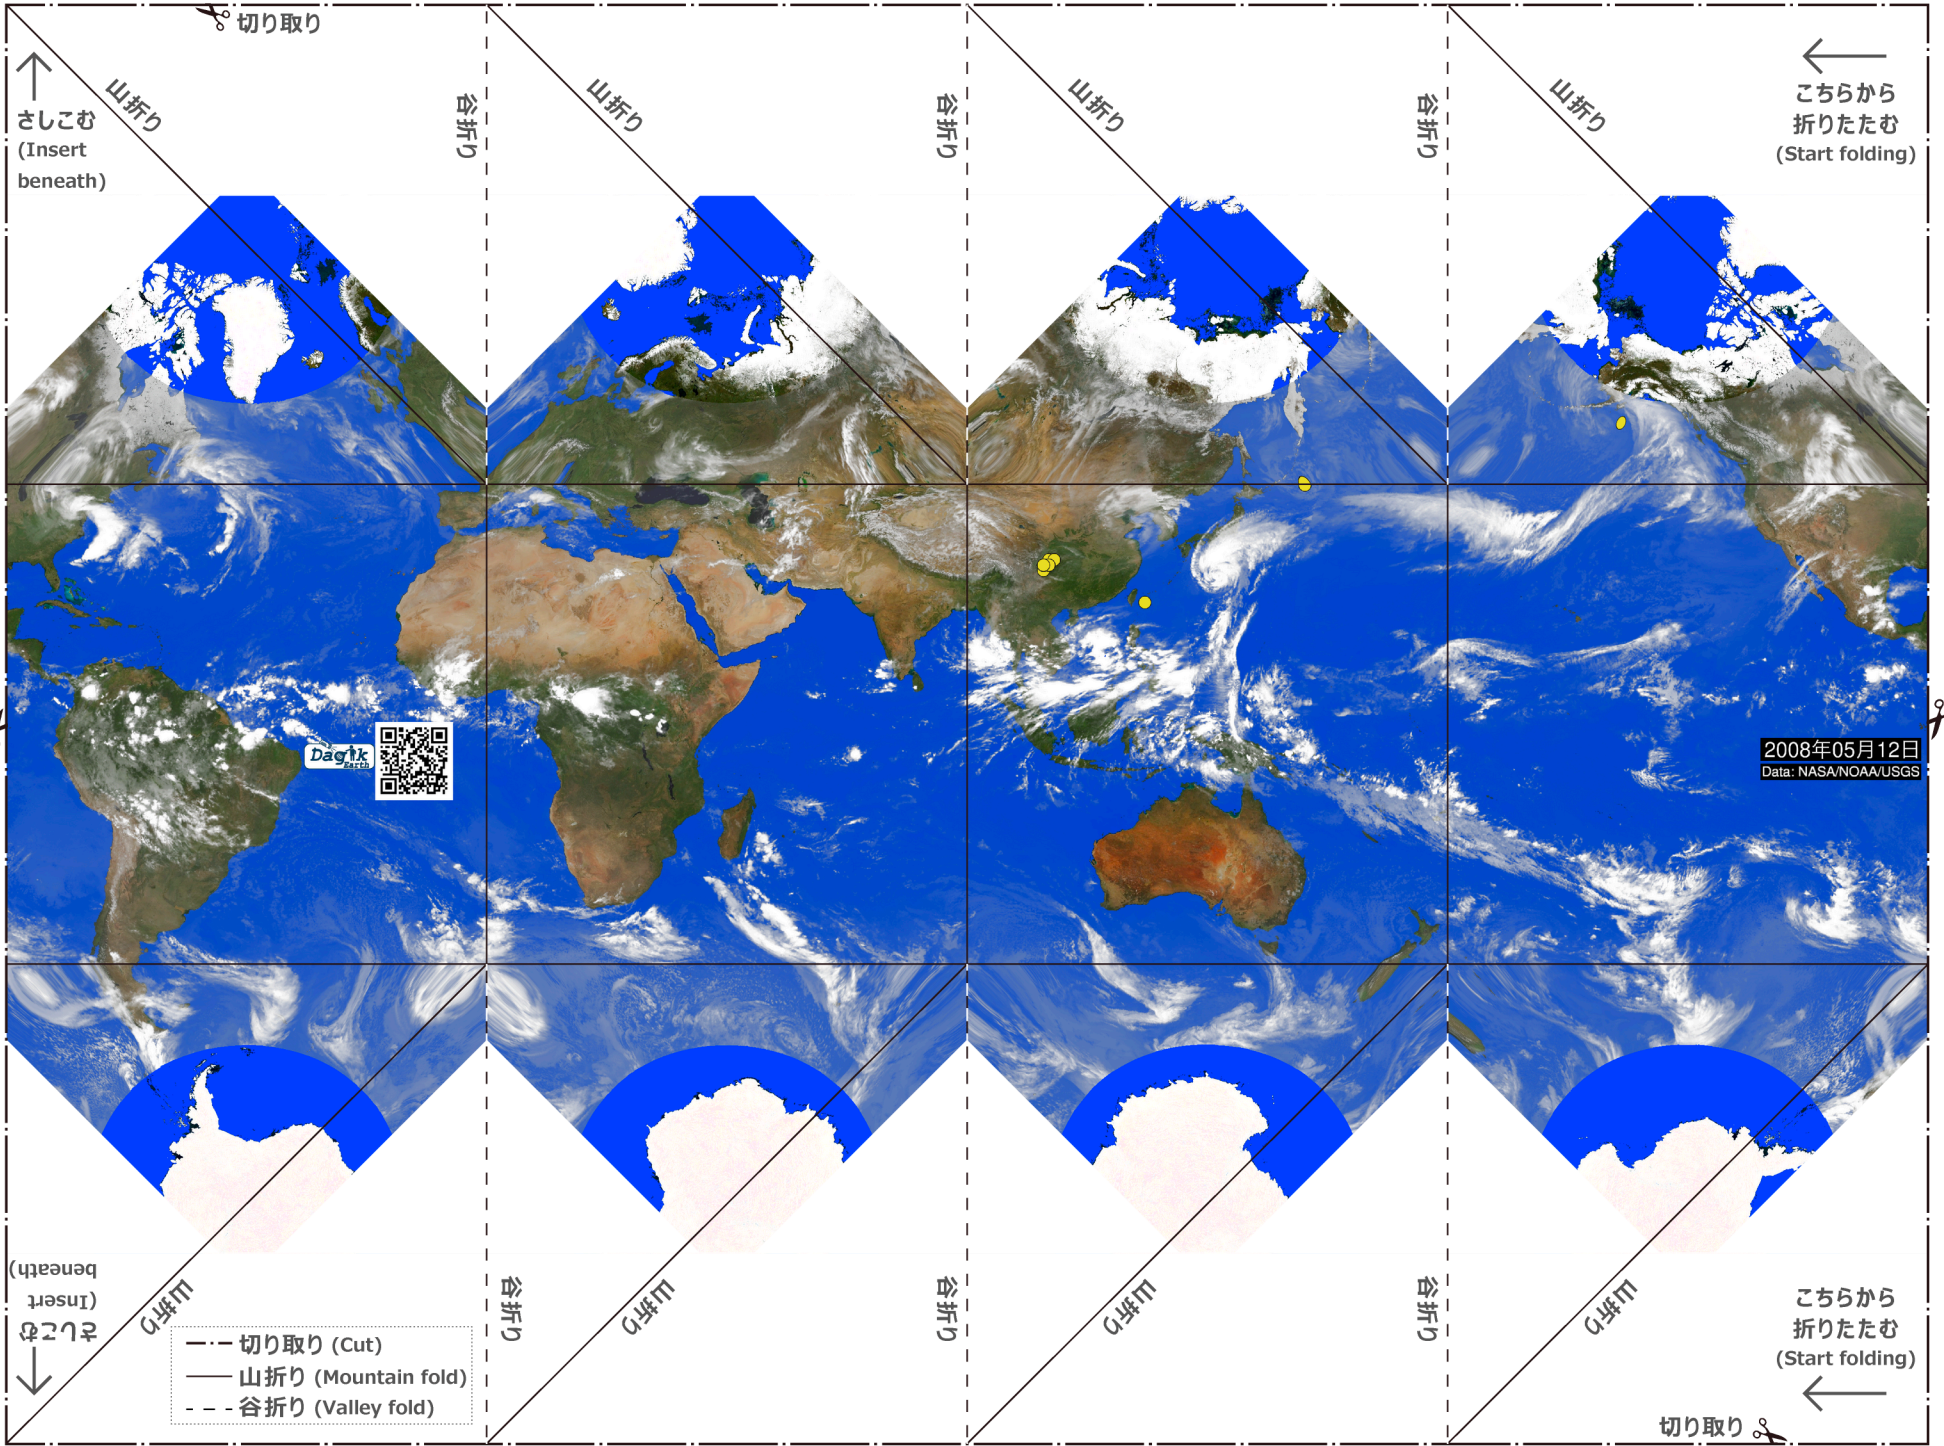 切り取り
山折り
谷折り
山折り
谷折り
山折り
谷折り
山折り
さしこむ
(Insert
beneath)
こちらから
折りたたむ
(Start folding)
Dagik
Earth
2008年05月12日
Data: NASA/NOAA/USGS
さしこむ
(Insert
beneath)
山折り
谷折り
山折り
谷折り
山折り
谷折り
山折り
切り取り (Cut)
山折り (Mountain fold)
谷折り (Valley fold)
こちらから
折りたたむ
(Start folding)
切り取り